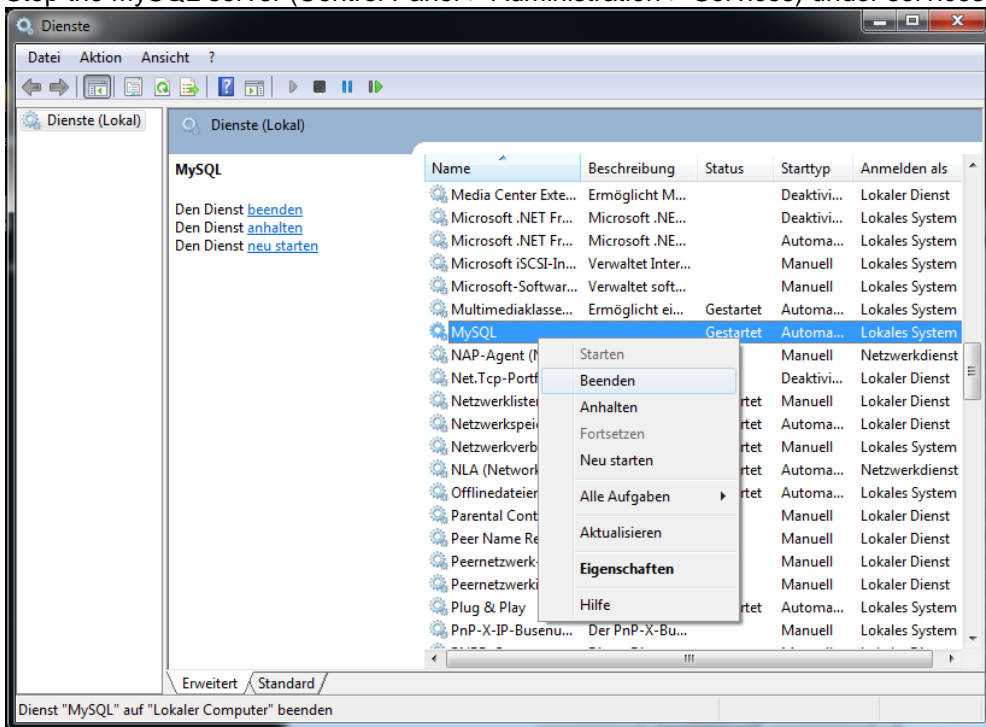 Dienste
Datei Aktion Ansicht ?
Dienste (Lokal)
Dienste (Lokal)
MySQL
Den Dienst beenden
Den Dienst anhalten
Den Dienst neu starten
Name Beschreibung Status Starttyp Anmelden als
Media Center Exte... Ermöglicht M... Deaktivi... Lokaler Dienst
Microsoft .NET Fr... Microsoft .NE... Deaktivi... Lokales System
Microsoft .NET Fr... Microsoft .NE... Automa... Lokales System
Microsoft iSCSI-In... Verwaltet Inter... Manuell Lokales System
Microsoft-Softwar... Verwaltet soft... Manuell Lokales System
Multimediaklasse... Ermöglicht ei... Gestartet Automa... Lokales System
MySQL Gestartet Automa... Lokales System
NAP-Agent Manuell Netzwerkdienst
Net.Tcp-Portf Deaktivi... Lokaler Dienst
Netzwerklister rtet Manuell Lokaler Dienst
Netzwerkspei rtet Automa... Lokaler Dienst
Netzwerkverb rtet Manuell Lokales System
NLA (Network rtet Automa... Netzwerkdienst
Offlinedateier rtet Automa... Lokales System
Parental Cont Manuell Lokaler Dienst
Peer Name Re Manuell Lokaler Dienst
Peernetzwerk- Manuell Lokaler Dienst
Peernetzwerki Manuell Lokaler Dienst
Plug & Play rtet Automa... Lokales System
PnP-X-IP-Busenu... Der PnP-X-Bu... Manuell Lokales System
Starten
Beenden
Anhalten
Fortsetzen
Neu starten
Alle Aufgaben
Aktualisieren
Eigenschaften
Hilfe
Erweitert Standard
Dienst "MySQL" auf "Lokaler Computer" beenden